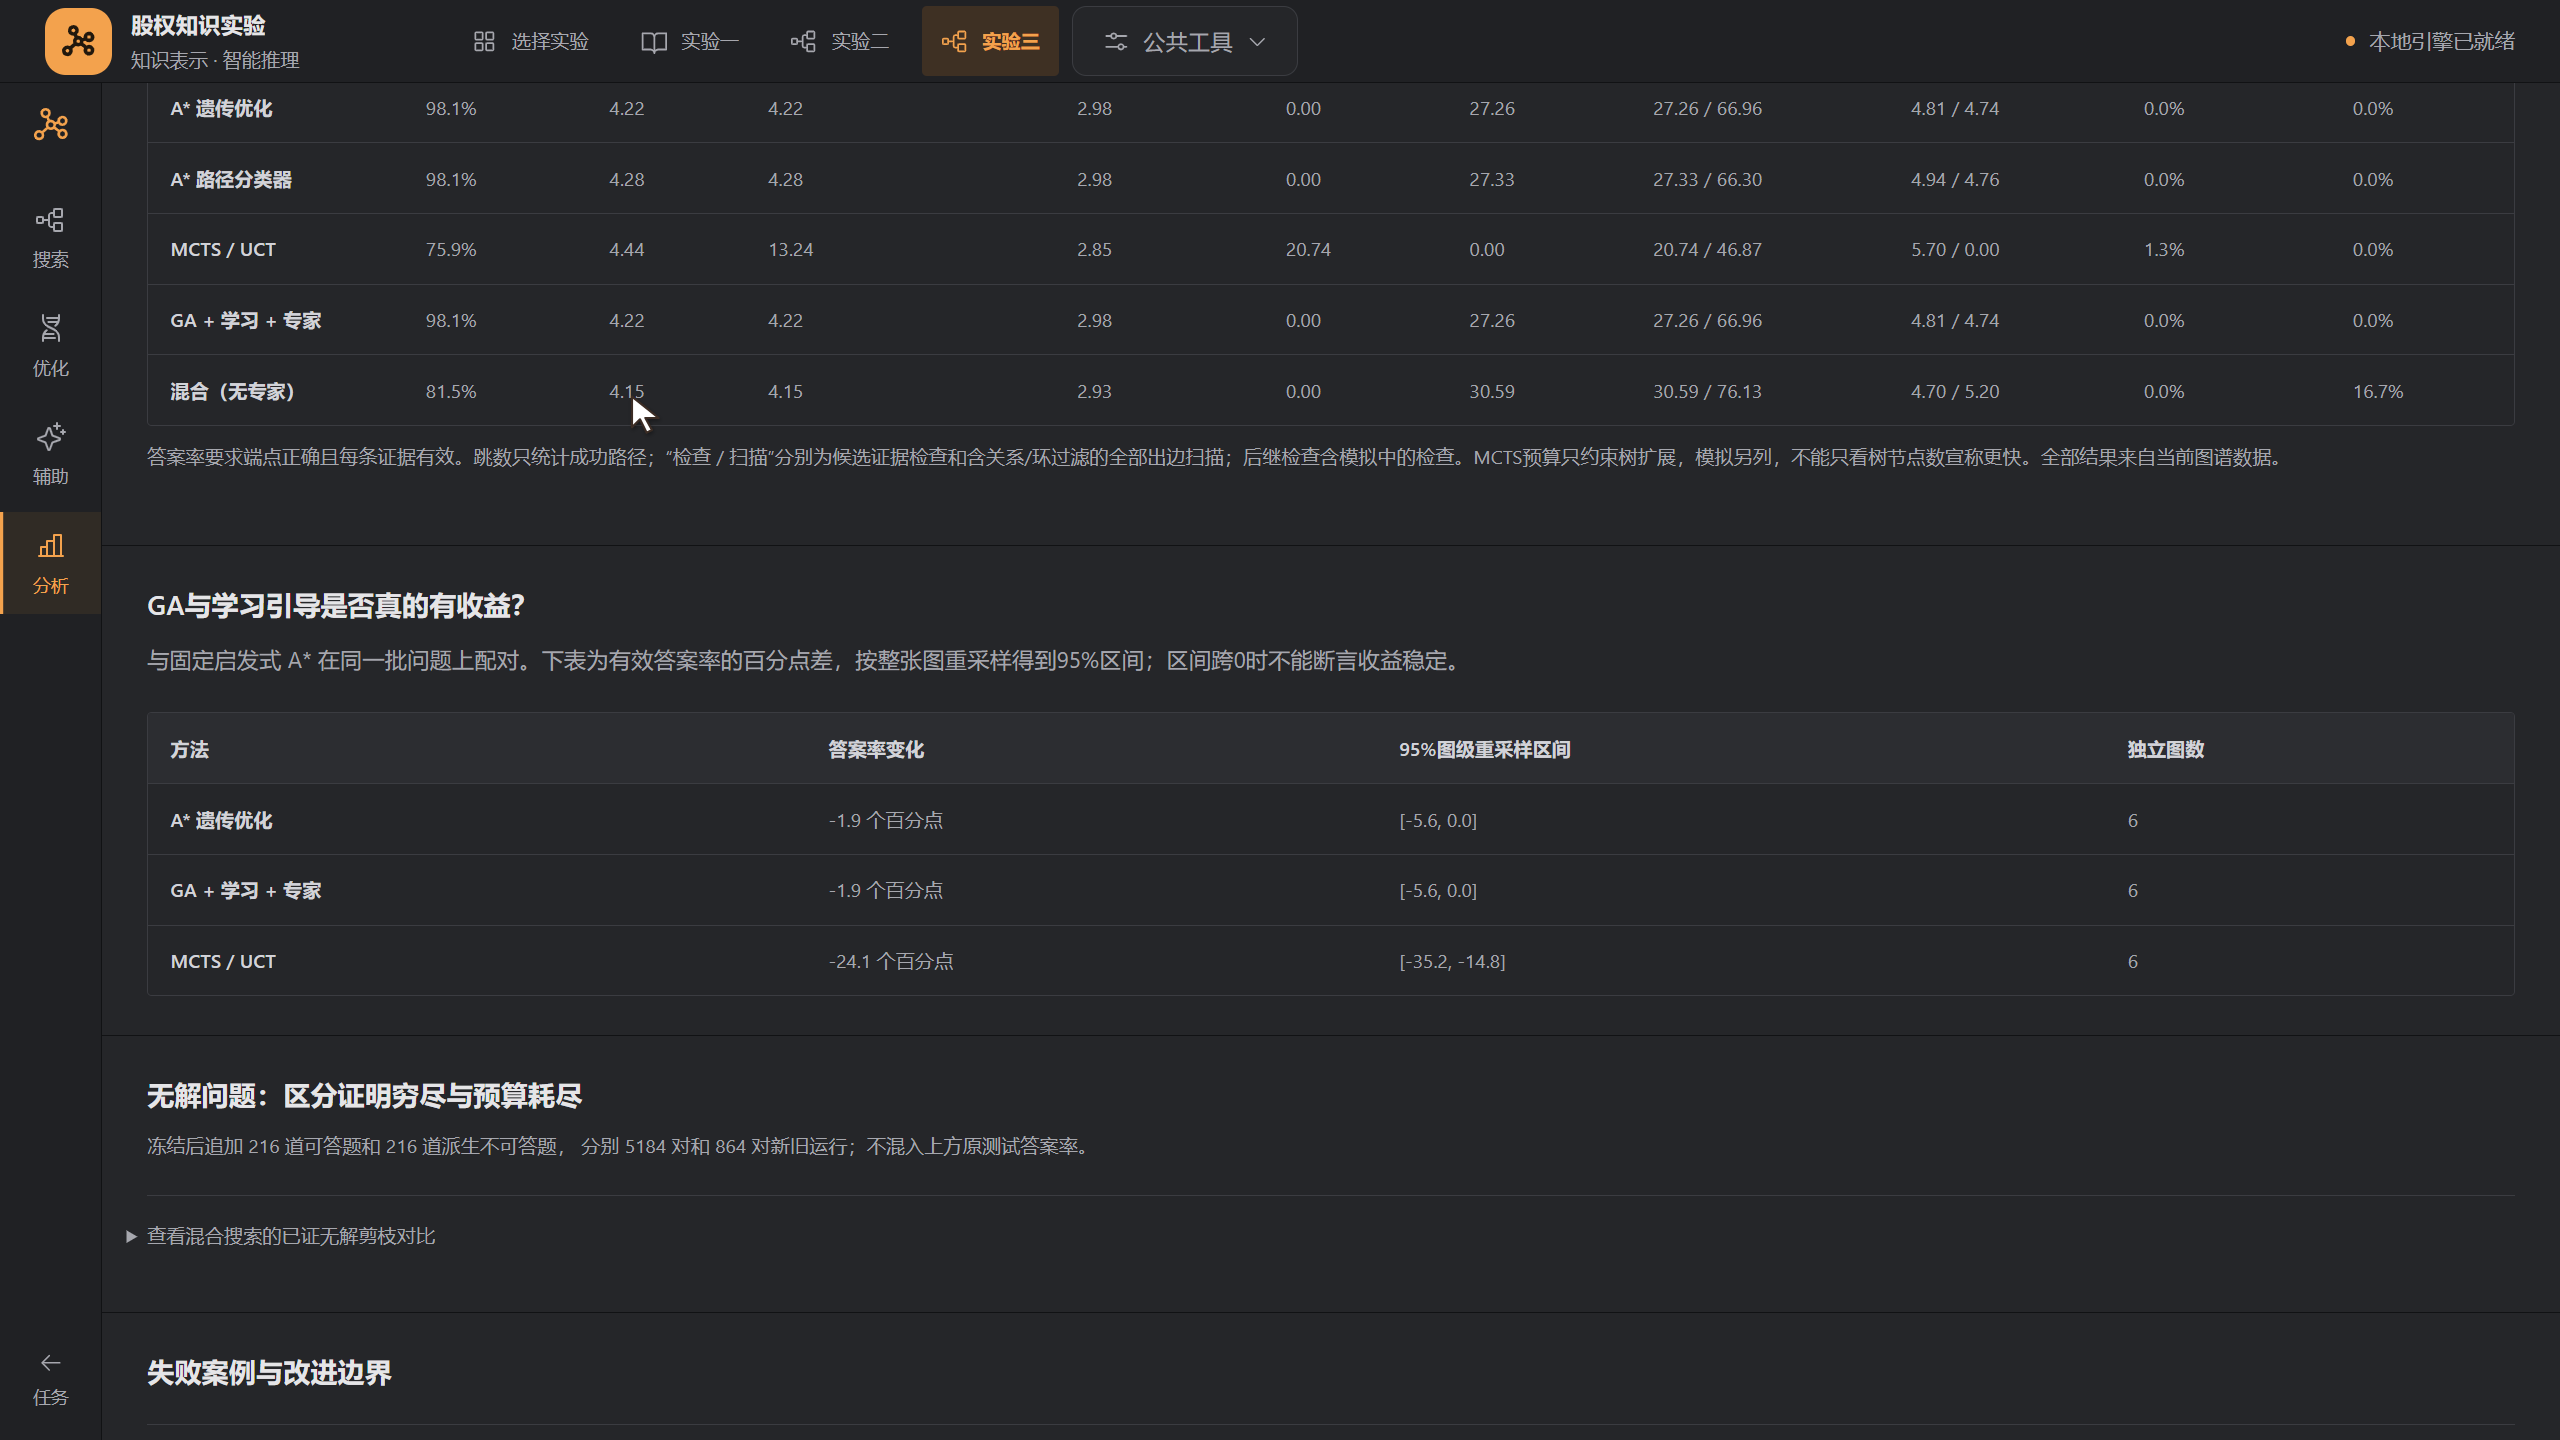 股权知识实验
知识表示 · 智能推理
选择实验
实验一
实验二
实验三
公共工具
本地引擎已就绪
搜索
优化
辅助
分析
任务
A* 遗传优化 98.1% 4.22 4.22 2.98 0.00 27.26 27.26 / 66.96 4.81 / 4.74 0.0% 0.0%
A* 路径分类器 98.1% 4.28 4.28 2.98 0.00 27.33 27.33 / 66.30 4.94 / 4.76 0.0% 0.0%
MCTS / UCT 75.9% 4.44 13.24 2.85 20.74 0.00 20.74 / 46.87 5.70 / 0.00 1.3% 0.0%
GA + 学习 + 专家 98.1% 4.22 4.22 2.98 0.00 27.26 27.26 / 66.96 4.81 / 4.74 0.0% 0.0%
混合（无专家） 81.5% 4.15 4.15 2.93 0.00 30.59 30.59 / 76.13 4.70 / 5.20 0.0% 16.7%
答案率要求端点正确且每条证据有效。跳数只统计成功路径；“检查 / 扫描”分别为候选证据检查和含关系/环过滤的全部出边扫描；后继检查含模拟中的检查。MCTS预算只约束树扩展，模拟另列，不能只看树节点数宣称更快。全部结果来自当前图谱数据。
GA与学习引导是否真的有收益？
与固定启发式 A* 在同一批问题上配对。下表为有效答案率的百分点差，按整张图重采样得到95%区间；区间跨0时不能断言收益稳定。
方法 答案率变化 95%图级重采样区间 独立图数
A* 遗传优化 -1.9 个百分点 [-5.6, 0.0] 6
GA + 学习 + 专家 -1.9 个百分点 [-5.6, 0.0] 6
MCTS / UCT -24.1 个百分点 [-35.2, -14.8] 6
无解问题：区分证明穷尽与预算耗尽
冻结后追加 216 道可答题和 216 道派生不可答题， 分别 5184 对和 864 对新旧运行；不混入上方原测试答案率。
查看混合搜索的已证无解剪枝对比
失败案例与改进边界